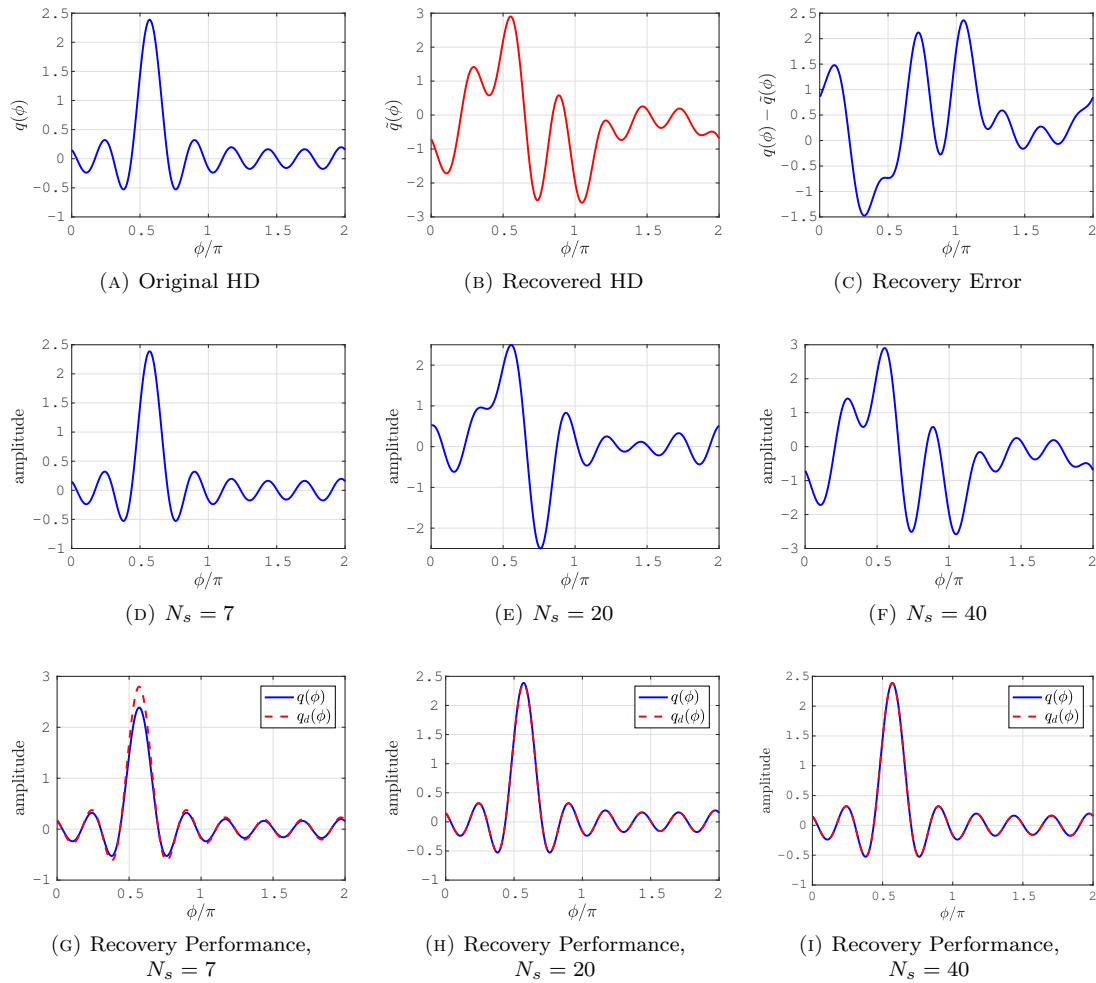 2.5
2
1.5
1
0.5
0
−0.5
−1
0 0.5 1 1.5 2
q(ϕ)
ϕ/π
(A) Original HD
3
2
1
0
−1
−2
−3
0 0.5 1 1.5 2
q̃(ϕ)
ϕ/π
(B) Recovered HD
2.5
2
1.5
1
0.5
0
−0.5
−1
−1.5
0 0.5 1 1.5 2
q(ϕ) − q̃(ϕ)
ϕ/π
(C) Recovery Error
2.5
2
1.5
1
0.5
0
−0.5
−1
0 0.5 1 1.5 2
amplitude
ϕ/π
(D) Nₛ = 7
2
1
0
−1
−2
0 0.5 1 1.5 2
amplitude
ϕ/π
(E) Nₛ = 20
3
2
1
0
−1
−2
−3
0 0.5 1 1.5 2
amplitude
ϕ/π
(F) Nₛ = 40
3
2
1
0
−1
0 0.5 1 1.5 2
amplitude
q(ϕ)
q_d(ϕ)
ϕ/π
(G) Recovery Performance,
Nₛ = 7
2.5
2
1.5
1
0.5
0
−0.5
−1
0 0.5 1 1.5 2
amplitude
q(ϕ)
q_d(ϕ)
ϕ/π
(H) Recovery Performance,
Nₛ = 20
2.5
2
1.5
1
0.5
0
−0.5
−1
0 0.5 1 1.5 2
amplitude
q(ϕ)
q_d(ϕ)
ϕ/π
(I) Recovery Performance,
Nₛ = 40